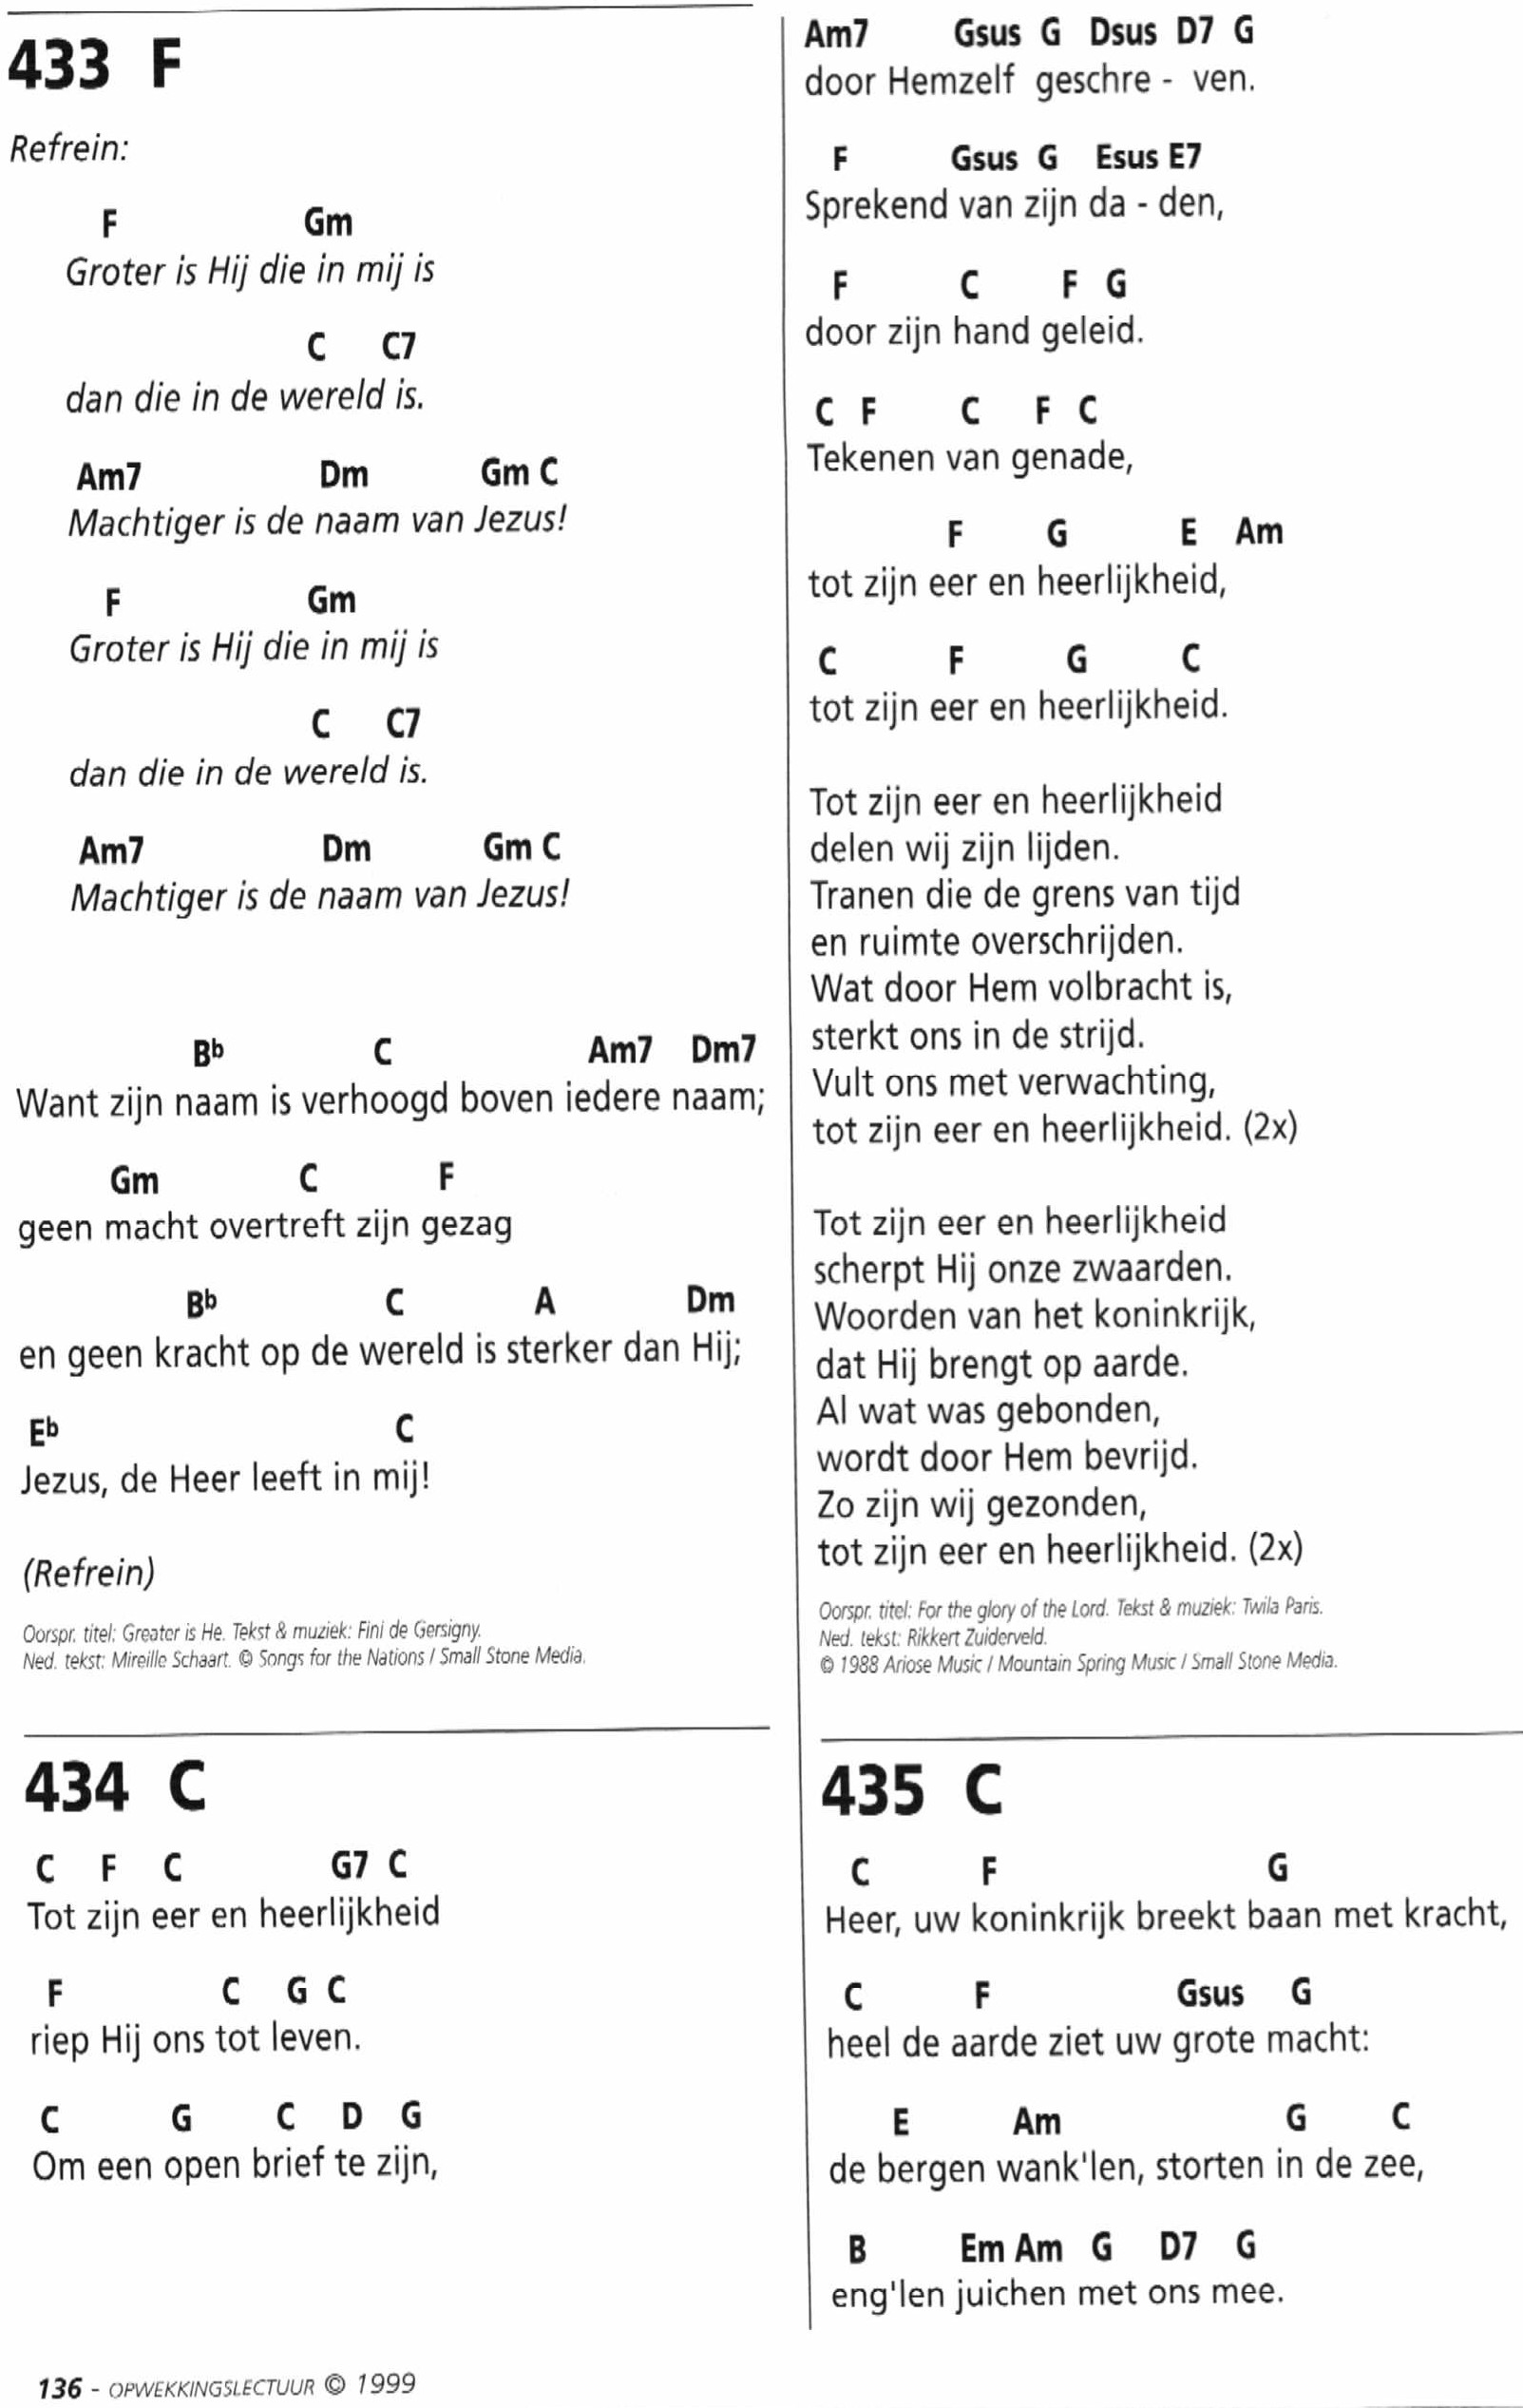 433 F
Refrein:
F Gm
Groter is Hij die in mij is
C C7
dan die in de wereld is.
Am7 Dm Gm C
Machtiger is de naam van Jezus!
F Gm
Groter is Hij die in mij is
C C7
dan die in de wereld is.
Am7 Dm Gm C
Machtiger is de naam van Jezus!
Bb C Am7 Dm7
Want zijn naam is verhoogd boven iedere naam;
Gm C F
geen macht overtreft zijn gezag
Bb C A Dm
en geen kracht op de wereld is sterker dan Hij;
Eb C
Jezus, de Heer leeft in mij!
(Refrein)
Oorspr. titel: Greater is He. Tekst & muziek: Fini de Gersigny.
Ned. tekst: Mireille Schaart. © Songs for the Nations / Small Stone Media.
434 C
C F C G7 C
Tot zijn eer en heerlijkheid
F C G C
riep Hij ons tot leven.
C G C D G
Om een open brief te zijn,
Am7 Gsus G Dsus D7 G
door Hemzelf geschre - ven.
F Gsus G Esus E7
Sprekend van zijn da - den,
F C F G
door zijn hand geleid.
C F C F C
Tekenen van genade,
F G E Am
tot zijn eer en heerlijkheid,
C F G C
tot zijn eer en heerlijkheid.
Tot zijn eer en heerlijkheid
delen wij zijn lijden.
Tranen die de grens van tijd
en ruimte overschrijden.
Wat door Hem volbracht is,
sterkt ons in de strijd.
Vult ons met verwachting,
tot zijn eer en heerlijkheid. (2x)
Tot zijn eer en heerlijkheid
scherpt Hij onze zwaarden.
Woorden van het koninkrijk,
dat Hij brengt op aarde.
Al wat was gebonden,
wordt door Hem bevrijd.
Zo zijn wij gezonden,
tot zijn eer en heerlijkheid. (2x)
Oorspr. titel: For the glory of the Lord. Tekst & muziek: Twila Paris.
Ned. tekst: Rikkert Zuiderveld.
© 1988 Ariose Music / Mountain Spring Music / Small Stone Media.
435 C
C F G
Heer, uw koninkrijk breekt baan met kracht,
C F Gsus G
heel de aarde ziet uw grote macht:
E Am G C
de bergen wank'len, storten in de zee,
B Em Am G D7 G
eng'len juichen met ons mee.
136 - OPWEKKINGSLECTUUR © 1999